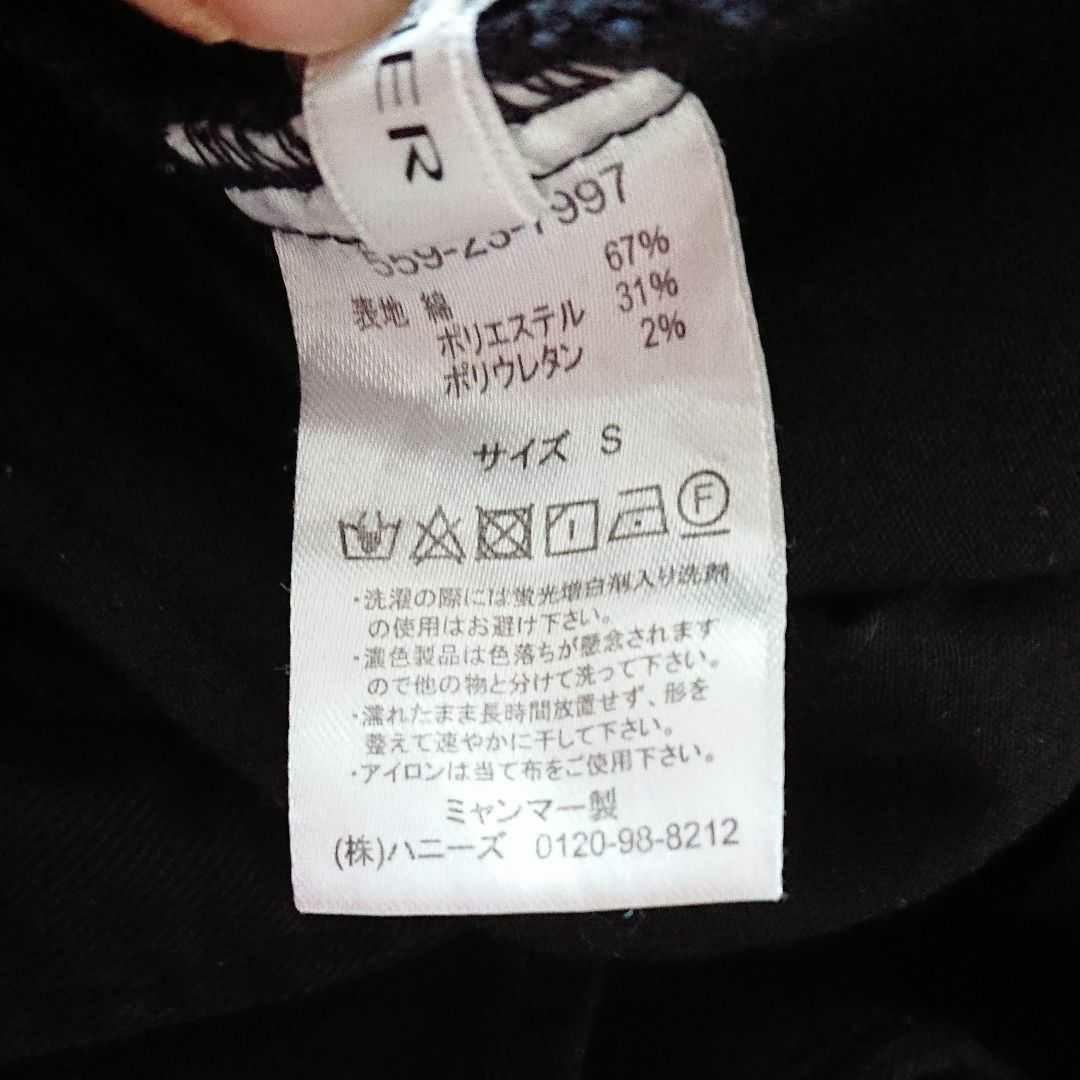 ER
559-25-7997
表地 綿 67%
ポリエステル 31%
ポリウレタン 2%
サイズ S
F
・洗濯の際には蛍光増白剤入り洗剤
の使用はお避け下さい。
・濃色製品は色落ちが懸念されます
ので他の物と分けて洗って下さい。
・濡れたまま長時間放置せず、形を
整えて速やかに干して下さい。
・アイロンは当て布をご使用下さい。
ミャンマー製
(株)ハニーズ 0120-98-8212